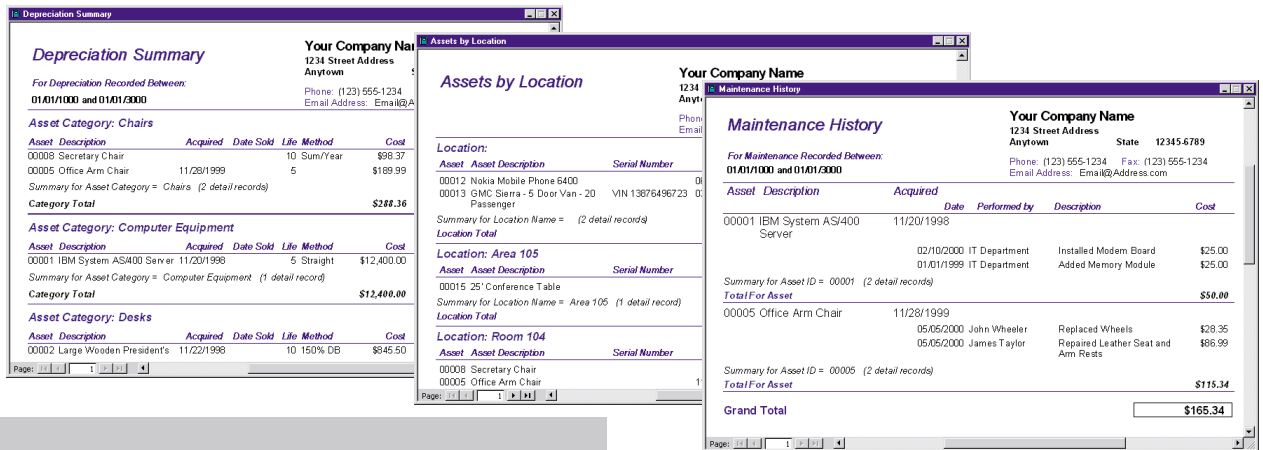 Depreciation Summary
Depreciation Summary
Your Company
1234 Street Address
Anytown
For Depreciation Recorded Between:
01/01/1000 and 01/01/3000
Phone: (123) 555-1234
Email Address:
Asset Category: Chairs
Asset Description Acquired Date Sold Life Method Cost
00008 Secretary Chair 10 Sum/Year $98.37
00005 Office Arm Chair 11/28/1999 5 $189.99
Summary for Asset Category = Chairs (2 detail records)
Category Total $288.36
Asset Category: Computer Equipment
Asset Description Acquired Date Sold Life Method Cost
00001 IBM System AS/400 Server 11/20/1998 5 Straight $12,400.00
Summary for Asset Category = Computer Equipment (1 detail record)
Category Total $12,400.00
Asset Category: Desks
Asset Description Acquired Date Sold Life Method Cost
00002 Large Wooden President's 11/22/1998 10 150% DB $845.50
Page: 1
Assets by Location
Assets by Location
Your Company Name
1234
Location:
Asset Asset Description Serial Number
00012 Nokia Mobile Phone 6400
00013 GMC Sierra - 5 Door Van - 20 VIN 13876496723
Passenger
Summary for Location Name = (2 detail records)
Location Total
Location: Area 105
Asset Asset Description Serial Number
00015 25' Conference Table
Summary for Location Name = Area 105 (1 detail record)
Location Total
Location: Room 104
Asset Asset Description Serial Number
00008 Secretary Chair
00005 Office Arm Chair
Page: 1
Maintenance History
Maintenance History
Your Company Name
1234 Street Address
Anytown State 12345-6789
For Maintenance Recorded Between:
01/01/1000 and 01/01/3000
Phone: (123) 555-1234 Fax: (123) 555-1234
Email Address: Email@Address.com
Asset Description Acquired
Date Performed by Description Cost
00001 IBM System AS/400 11/20/1998
Server
02/10/2000 IT Department Installed Modem Board $25.00
01/01/1999 IT Department Added Memory Module $25.00
Summary for Asset ID = 00001 (2 detail records)
Total For Asset $50.00
00005 Office Arm Chair 11/28/1999
05/05/2000 John Wheeler Replaced Wheels $28.35
05/05/2000 James Taylor Repaired Leather Seat and $86.99
Arm Rests
Summary for Asset ID = 00005 (2 detail records)
Total For Asset $115.34
Grand Total $165.34
Page: 1